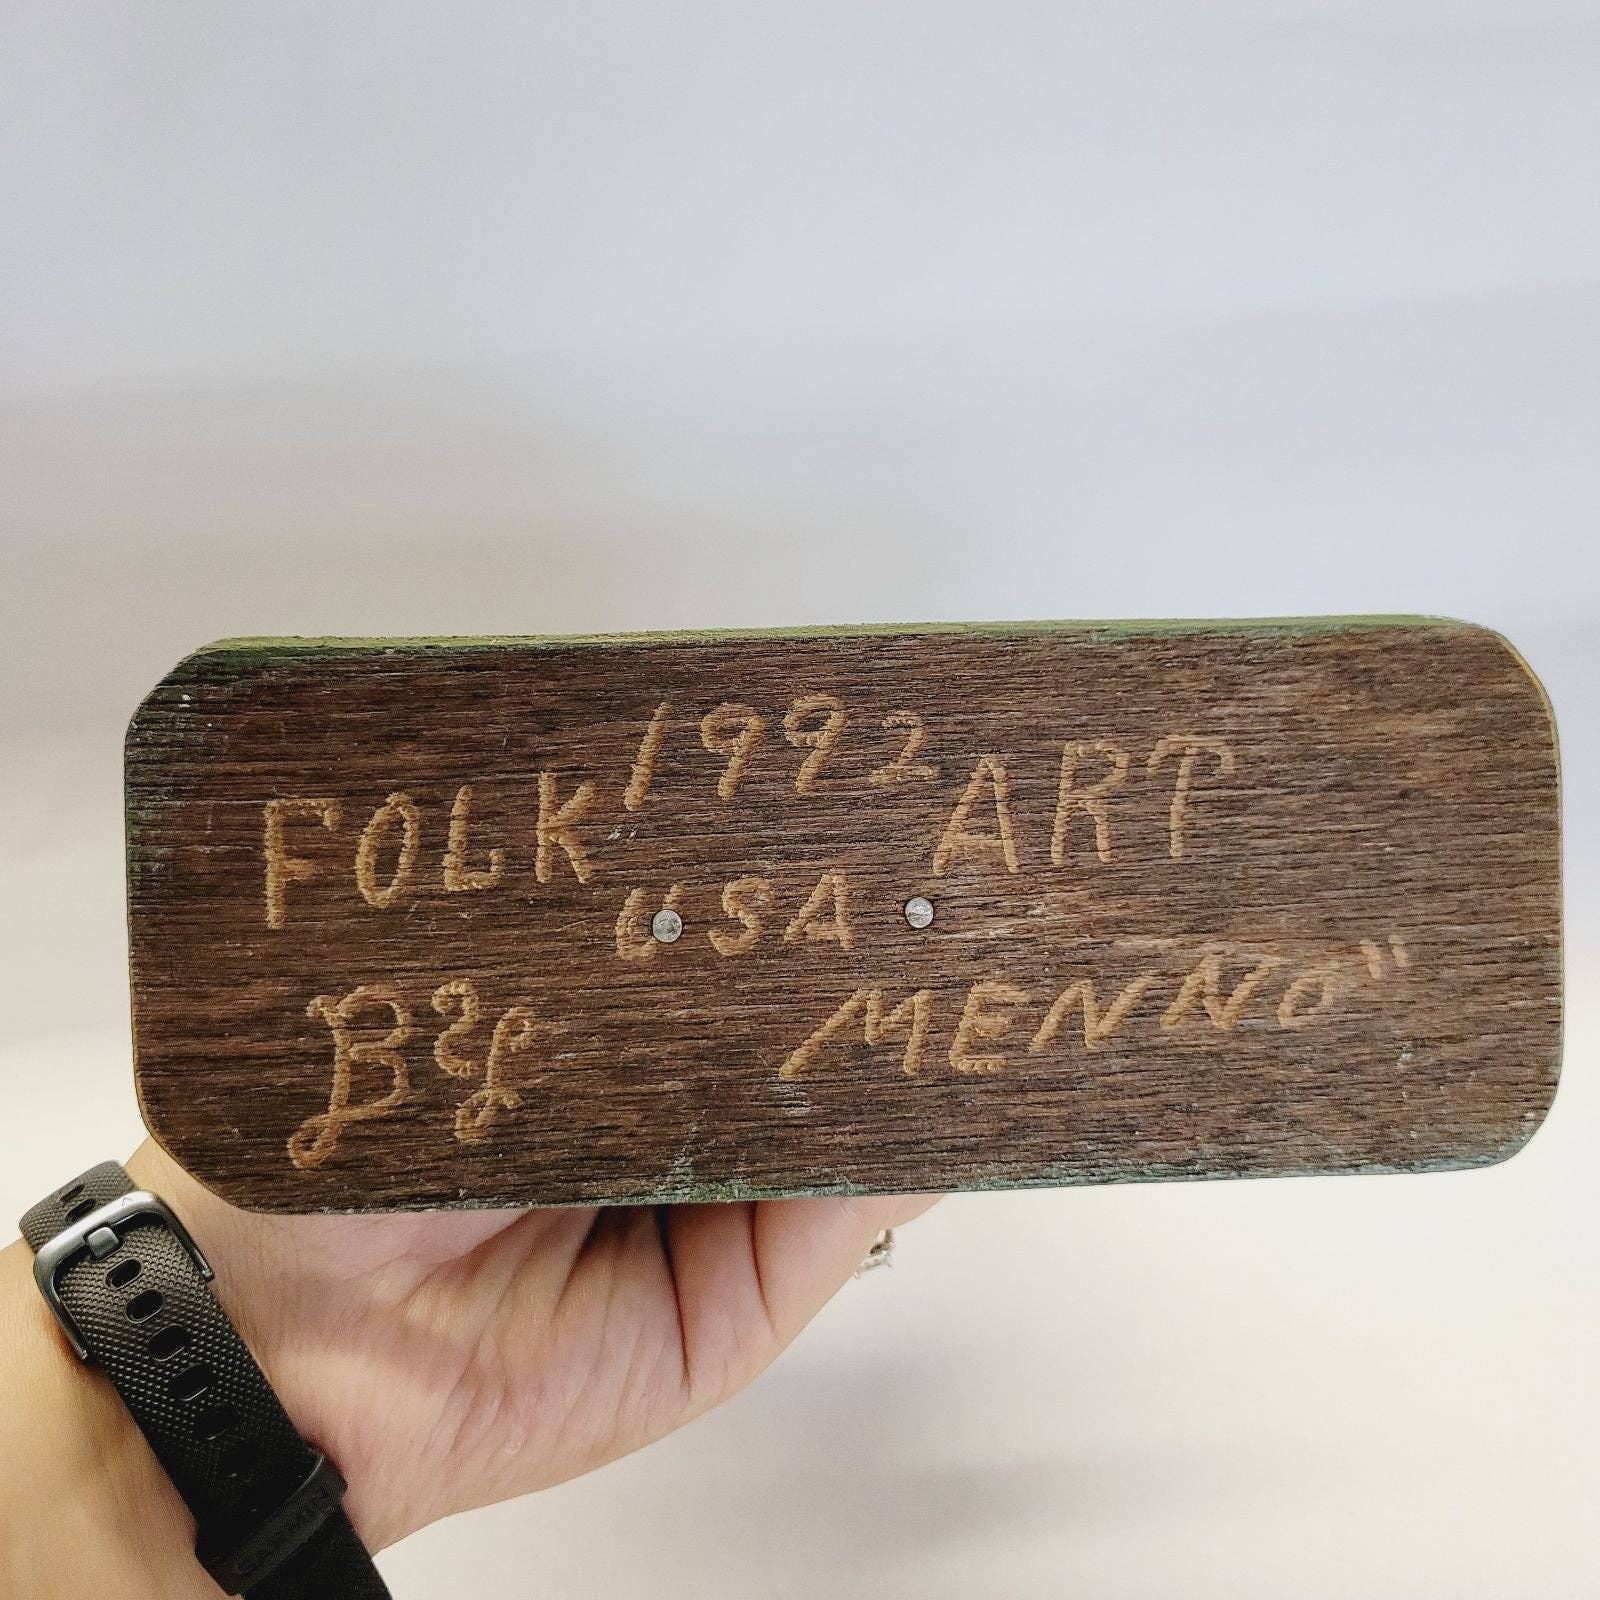 1992
FOLK ART
USA
By MENNO"